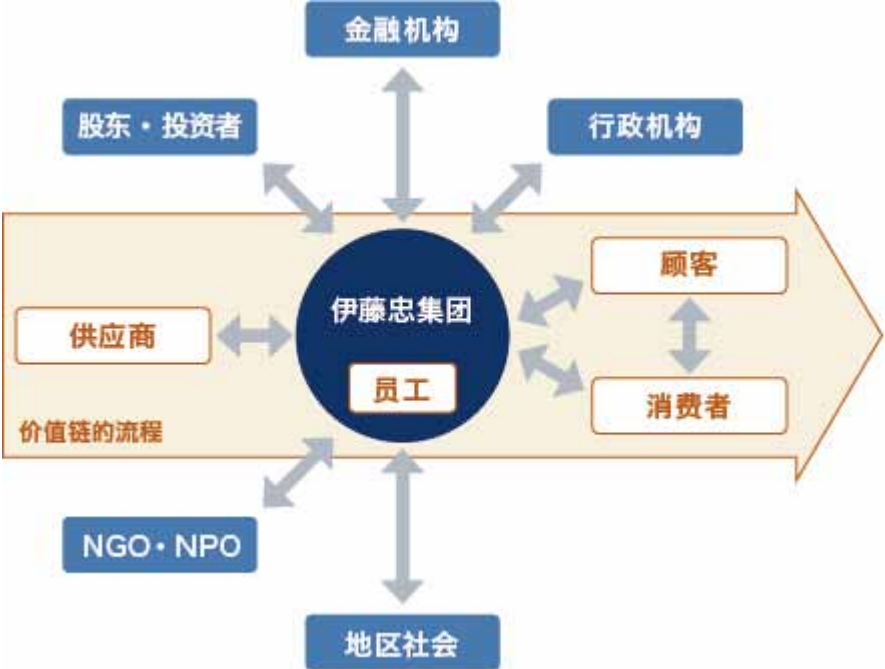 金融机构
股东・投资者
行政机构
顾客
伊藤忠集团
供应商
员工
消费者
价值链的流程
NGO・NPO
地区社会